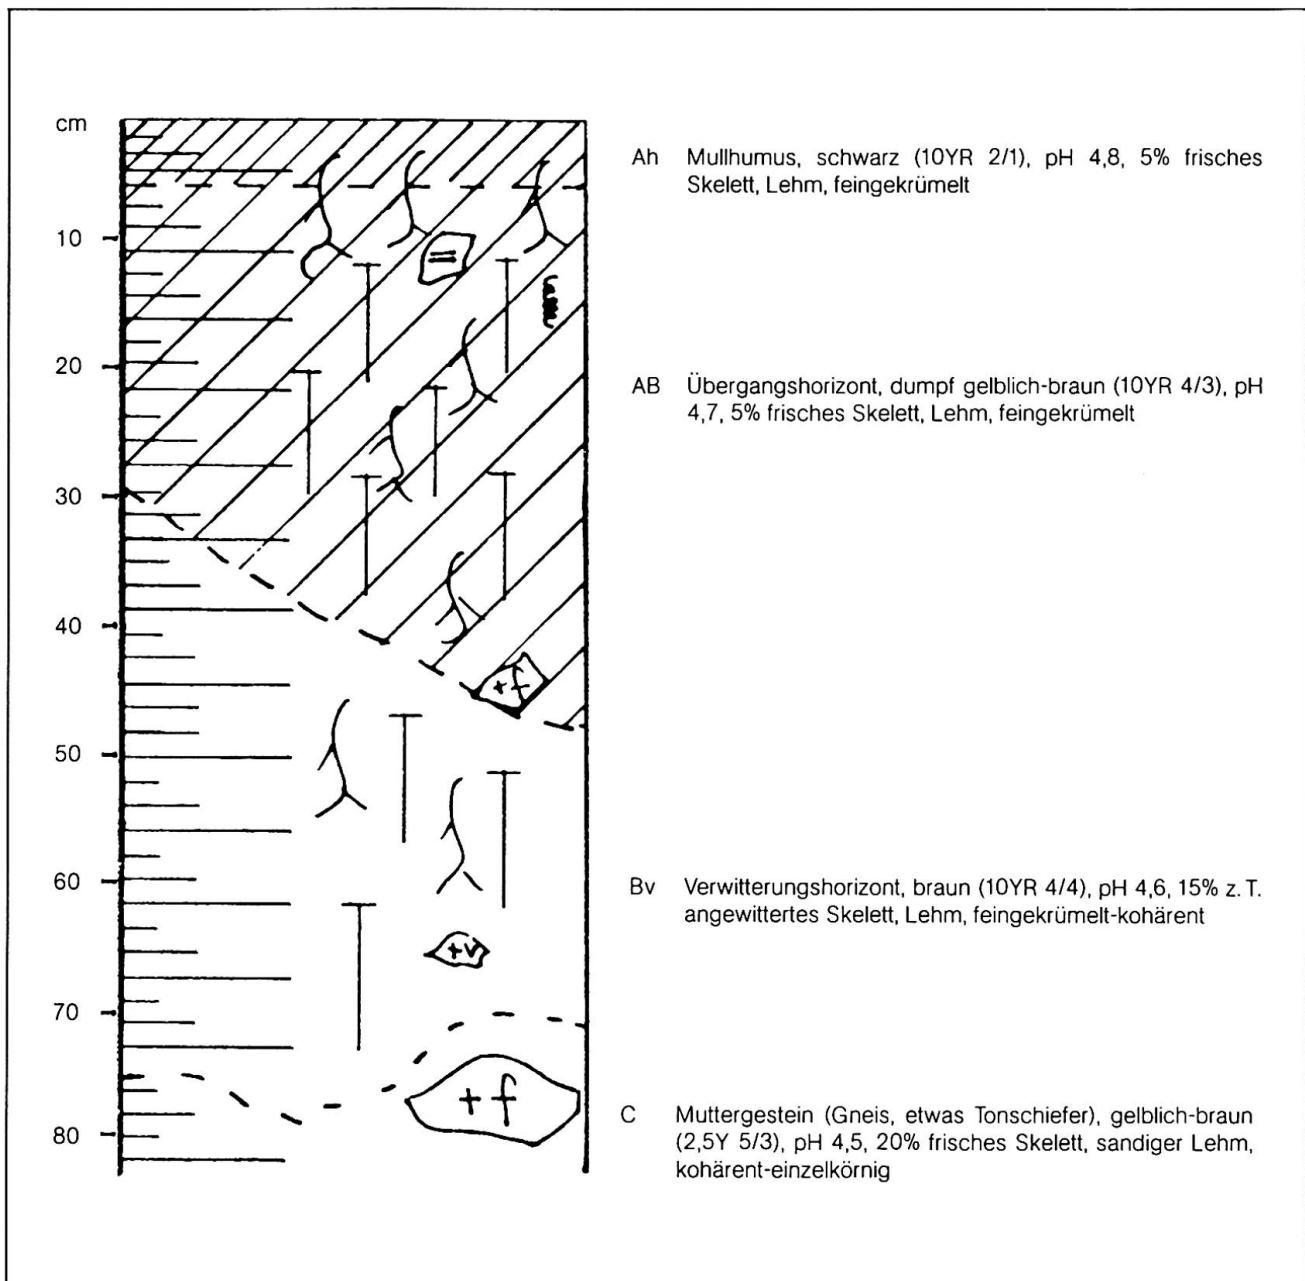 cm
10
20
30
40
50
60
70
80
Ah Mullhumus, schwarz (10YR 2/1), pH 4,8, 5% frisches
Skelett, Lehm, feingekrümelt
AB Übergangshorizont, dumpf gelblich-braun (10YR 4/3), pH
4,7, 5% frisches Skelett, Lehm, feingekrümelt
++
+v
Bv Verwitterungshorizont, braun (10YR 4/4), pH 4,6, 15% z. T.
angewittertes Skelett, Lehm, feingekrümelt-kohärent
+f
C Muttergestein (Gneis, etwas Tonschiefer), gelblich-braun
(2,5Y 5/3), pH 4,5, 20% frisches Skelett, sandiger Lehm,
kohärent-einzelkörnig